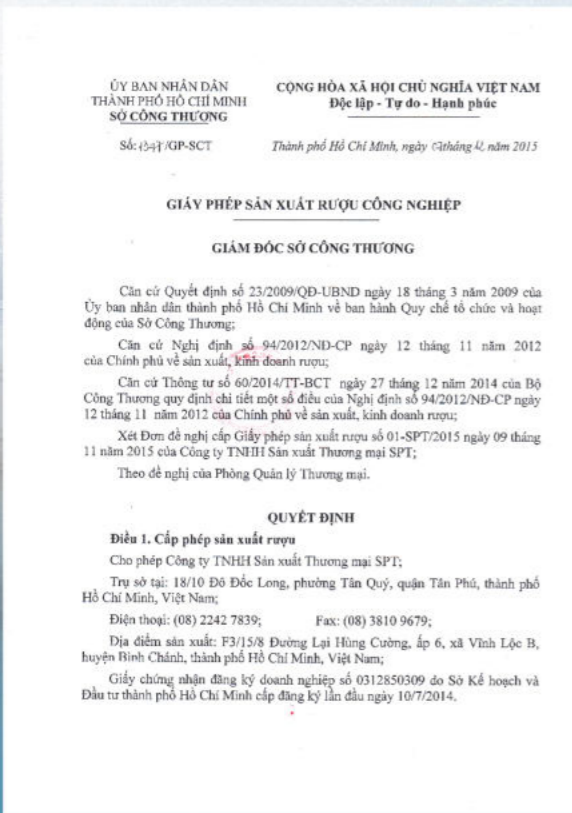 ỦY BAN NHÂN DÂN
THÀNH PHỐ HỒ CHÍ MINH
SỞ CÔNG THƯƠNG
CỘNG HÒA XÃ HỘI CHỦ NGHĨA VIỆT NAM
Độc lập - Tự do - Hạnh phúc
Số: /GP-SCT
Thành phố Hồ Chí Minh, ngày tháng năm 2015
GIẤY PHÉP SẢN XUẤT RƯỢU CÔNG NGHIỆP
GIÁM ĐỐC SỞ CÔNG THƯƠNG
Căn cứ Quyết định số 23/2009/QĐ-UBND ngày 18 tháng 3 năm 2009 của
Ủy ban nhân dân thành phố Hồ Chí Minh về ban hành Quy chế tổ chức và hoạt
động của Sở Công Thương;
Căn cứ Nghị định số 94/2012/NĐ-CP ngày 12 tháng 11 năm 2012
của Chính phủ về sản xuất, kinh doanh rượu;
Căn cứ Thông tư số 60/2014/TT-BCT ngày 27 tháng 12 năm 2014 của Bộ
Công Thương quy định chi tiết một số điều của Nghị định số 94/2012/NĐ-CP ngày
12 tháng 11 năm 2012 của Chính phủ về sản xuất, kinh doanh rượu;
Xét Đơn đề nghị cấp Giấy phép sản xuất rượu số 01-SPT/2015 ngày 09 tháng
11 năm 2015 của Công ty TNHH Sản xuất Thương mại SPT;
Theo đề nghị của Phòng Quản lý Thương mại.
QUYẾT ĐỊNH
Điều 1. Cấp phép sản xuất rượu
Cho phép Công ty TNHH Sản xuất Thương mại SPT;
Trụ sở tại: 18/10 Đô Đốc Long, phường Tân Quý, quận Tân Phú, thành phố
Hồ Chí Minh, Việt Nam;
Điện thoại: (08) 2242 7839; Fax: (08) 3810 9679;
Địa điểm sản xuất: F3/15/8 Đường Lại Hùng Cường, ấp 6, xã Vĩnh Lộc B,
huyện Bình Chánh, thành phố Hồ Chí Minh, Việt Nam;
Giấy chứng nhận đăng ký doanh nghiệp số 0312850309 do Sở Kế hoạch và
Đầu tư thành phố Hồ Chí Minh cấp đăng ký lần đầu ngày 10/7/2014.